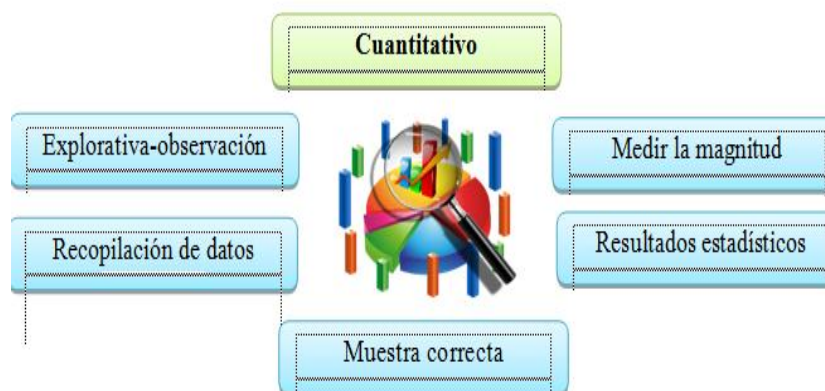 Cuantitativo
Explorativa-observación
Medir la magnitud
Recopilación de datos
Resultados estadísticos
Muestra correcta